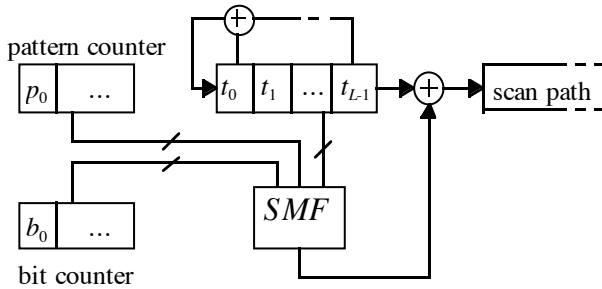 pattern counter
p0 ...
t0 t1 ... tL-1
+
+
scan path
SMF
b0 ...
bit counter